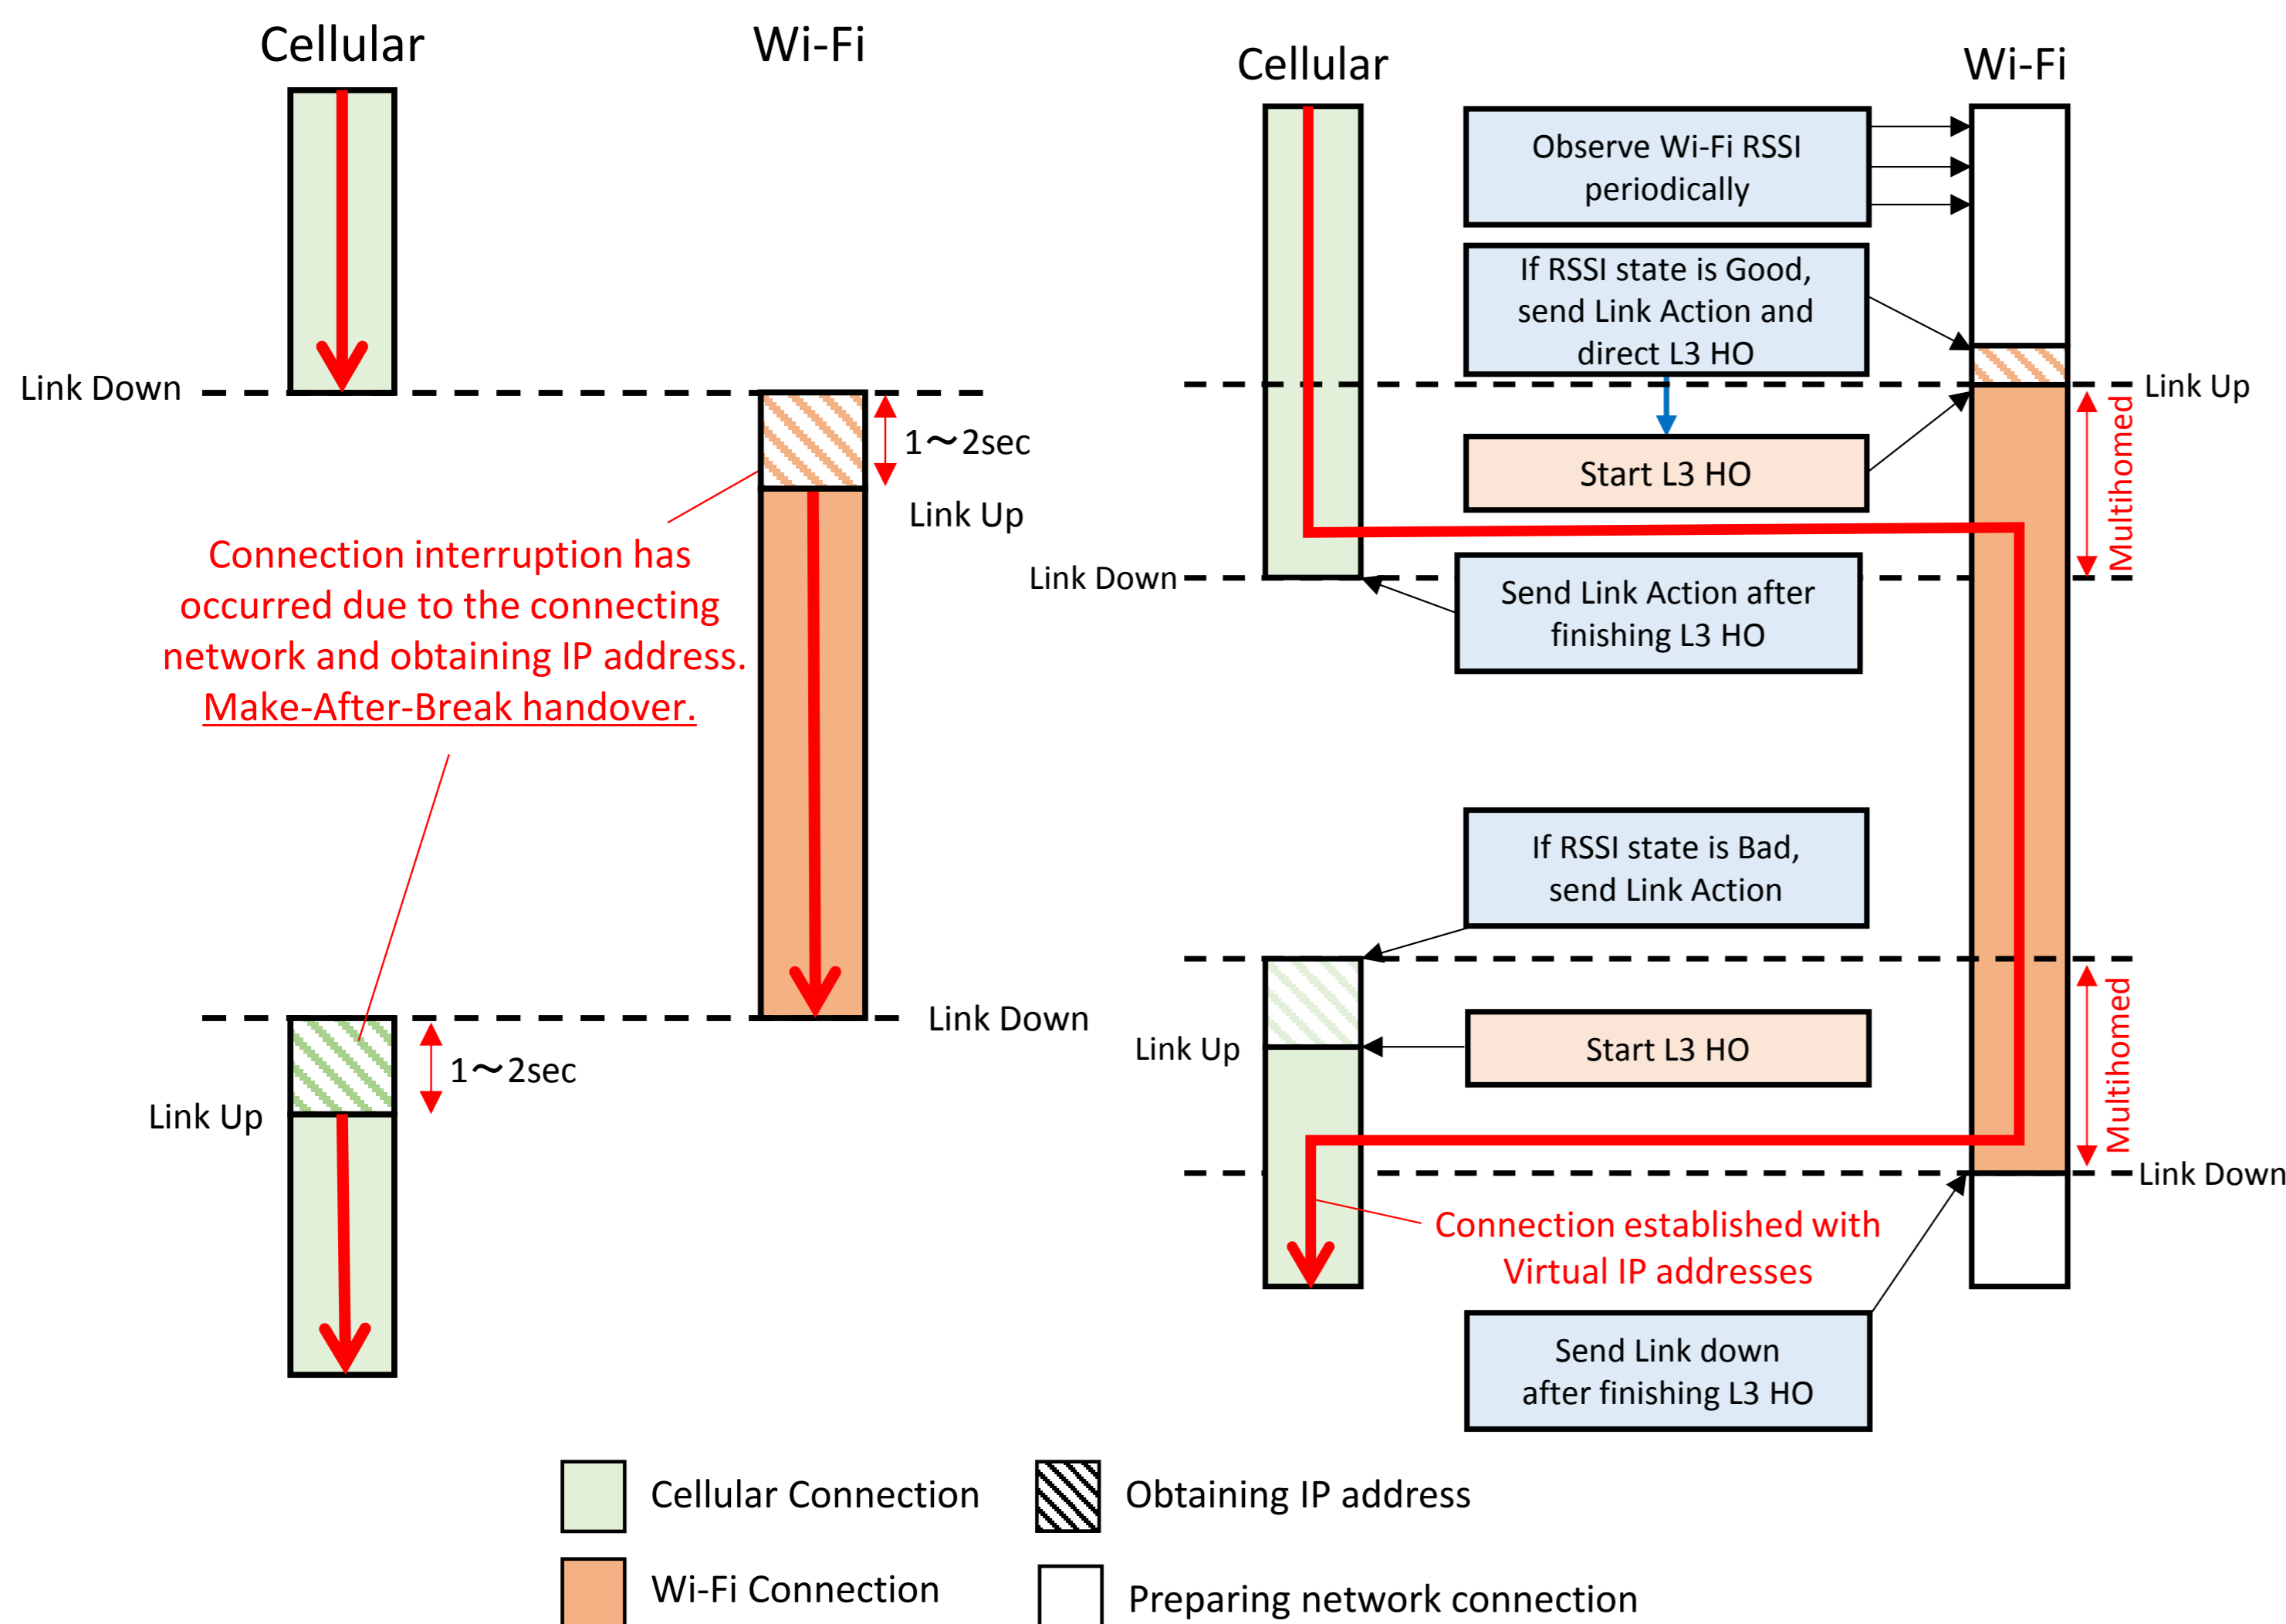 Cellular
Wi-Fi
Link Down
1～2sec
Link Up
Connection interruption has
occurred due to the connecting
network and obtaining IP address.
Make-After-Break handover.
Link Down
1～2sec
Link Up
Cellular
Wi-Fi
Observe Wi-Fi RSSI
periodically
If RSSI state is Good,
send Link Action and
direct L3 HO
Link Up
Multihomed
Start L3 HO
Link Down
Send Link Action after
finishing L3 HO
If RSSI state is Bad,
send Link Action
Link Up
Start L3 HO
Multihomed
Link Down
Connection established with
Virtual IP addresses
Send Link down
after finishing L3 HO
Cellular Connection
Obtaining IP address
Wi-Fi Connection
Preparing network connection